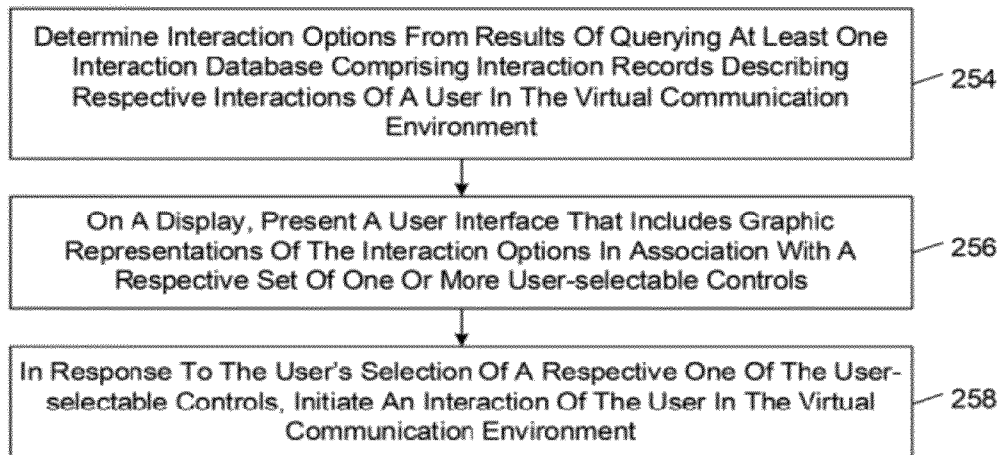 Determine Interaction Options From Results Of Querying At Least One
Interaction Database Comprising Interaction Records Describing
Respective Interactions Of A User In The Virtual Communication
Environment
254
On A Display, Present A User Interface That Includes Graphic
Representations Of The Interaction Options In Association With A
Respective Set Of One Or More User-selectable Controls
256
In Response To The User's Selection Of A Respective One Of The User-
selectable Controls, Initiate An Interaction Of The User In The Virtual
Communication Environment
258